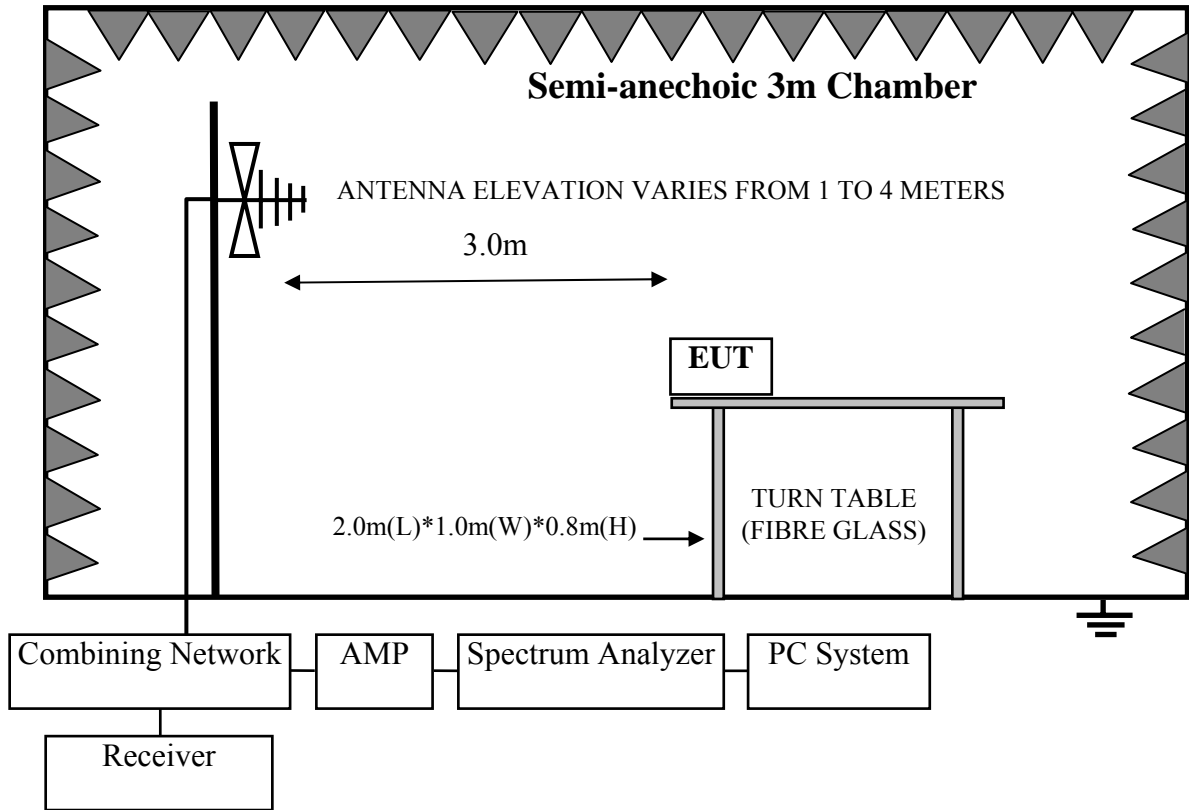 Semi-anechoic 3m Chamber
ANTENNA ELEVATION VARIES FROM 1 TO 4 METERS
3.0m
EUT
TURN TABLE
(FIBRE GLASS)
2.0m(L)*1.0m(W)*0.8m(H)
Combining Network
AMP
Spectrum Analyzer
PC System
Receiver